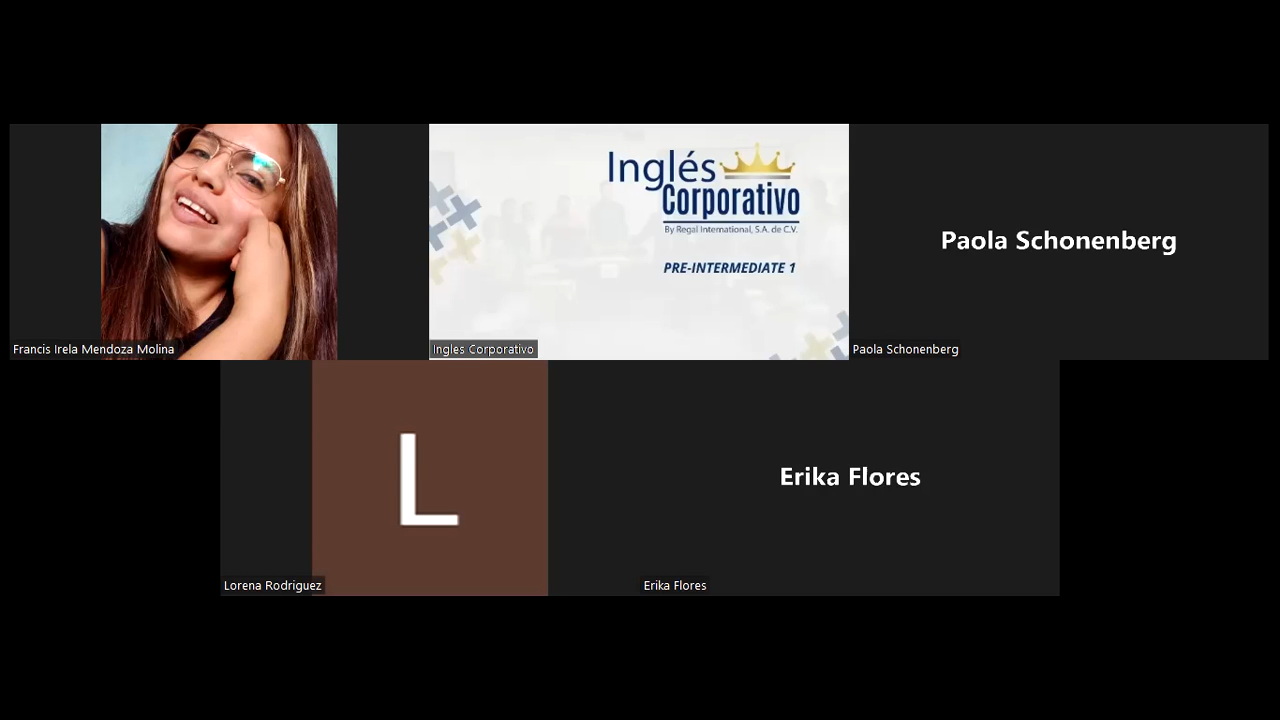 Inglés
Corporativo
By Regal International, S.A. de C.V.
PRE-INTERMEDIATE 1
Paola Schonenberg
Francis Irela Mendoza Molina
Ingles Corporativo
Paola Schonenberg
L
Erika Flores
Lorena Rodriguez
Erika Flores